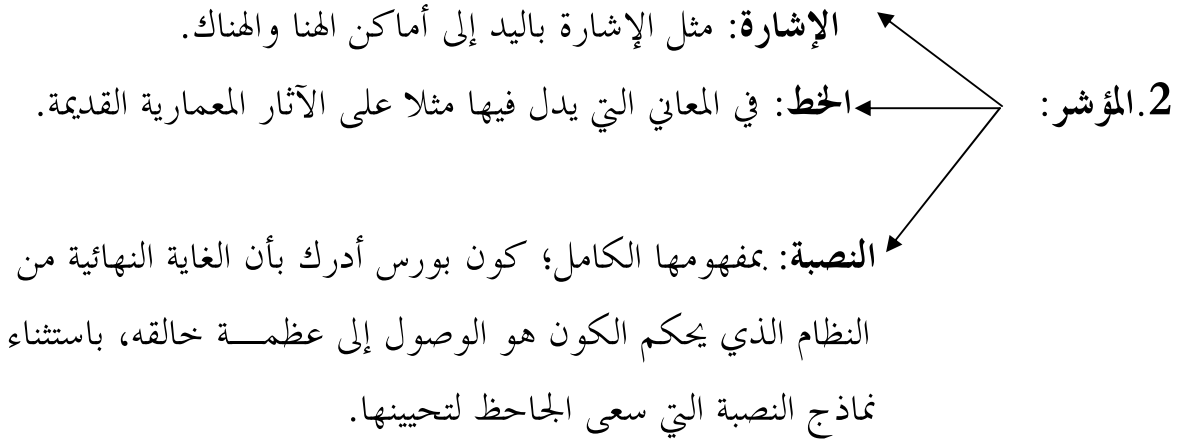 الإشارة: مثل الإشارة باليد إلى أماكن الهنا والهناك.
2.المؤشر: الخط: في المعاني التي يدل فيها مثلا على الآثار المعمارية القديمة.
النصبة: بمفهومها الكامل؛ كون بورس أدرك بأن الغاية النهائية من
النظام الذي يحكم الكون هو الوصول إلى عظمـــة خالقه، باستثناء
نماذج النصبة التي سعى الجاحظ لتحيينها.